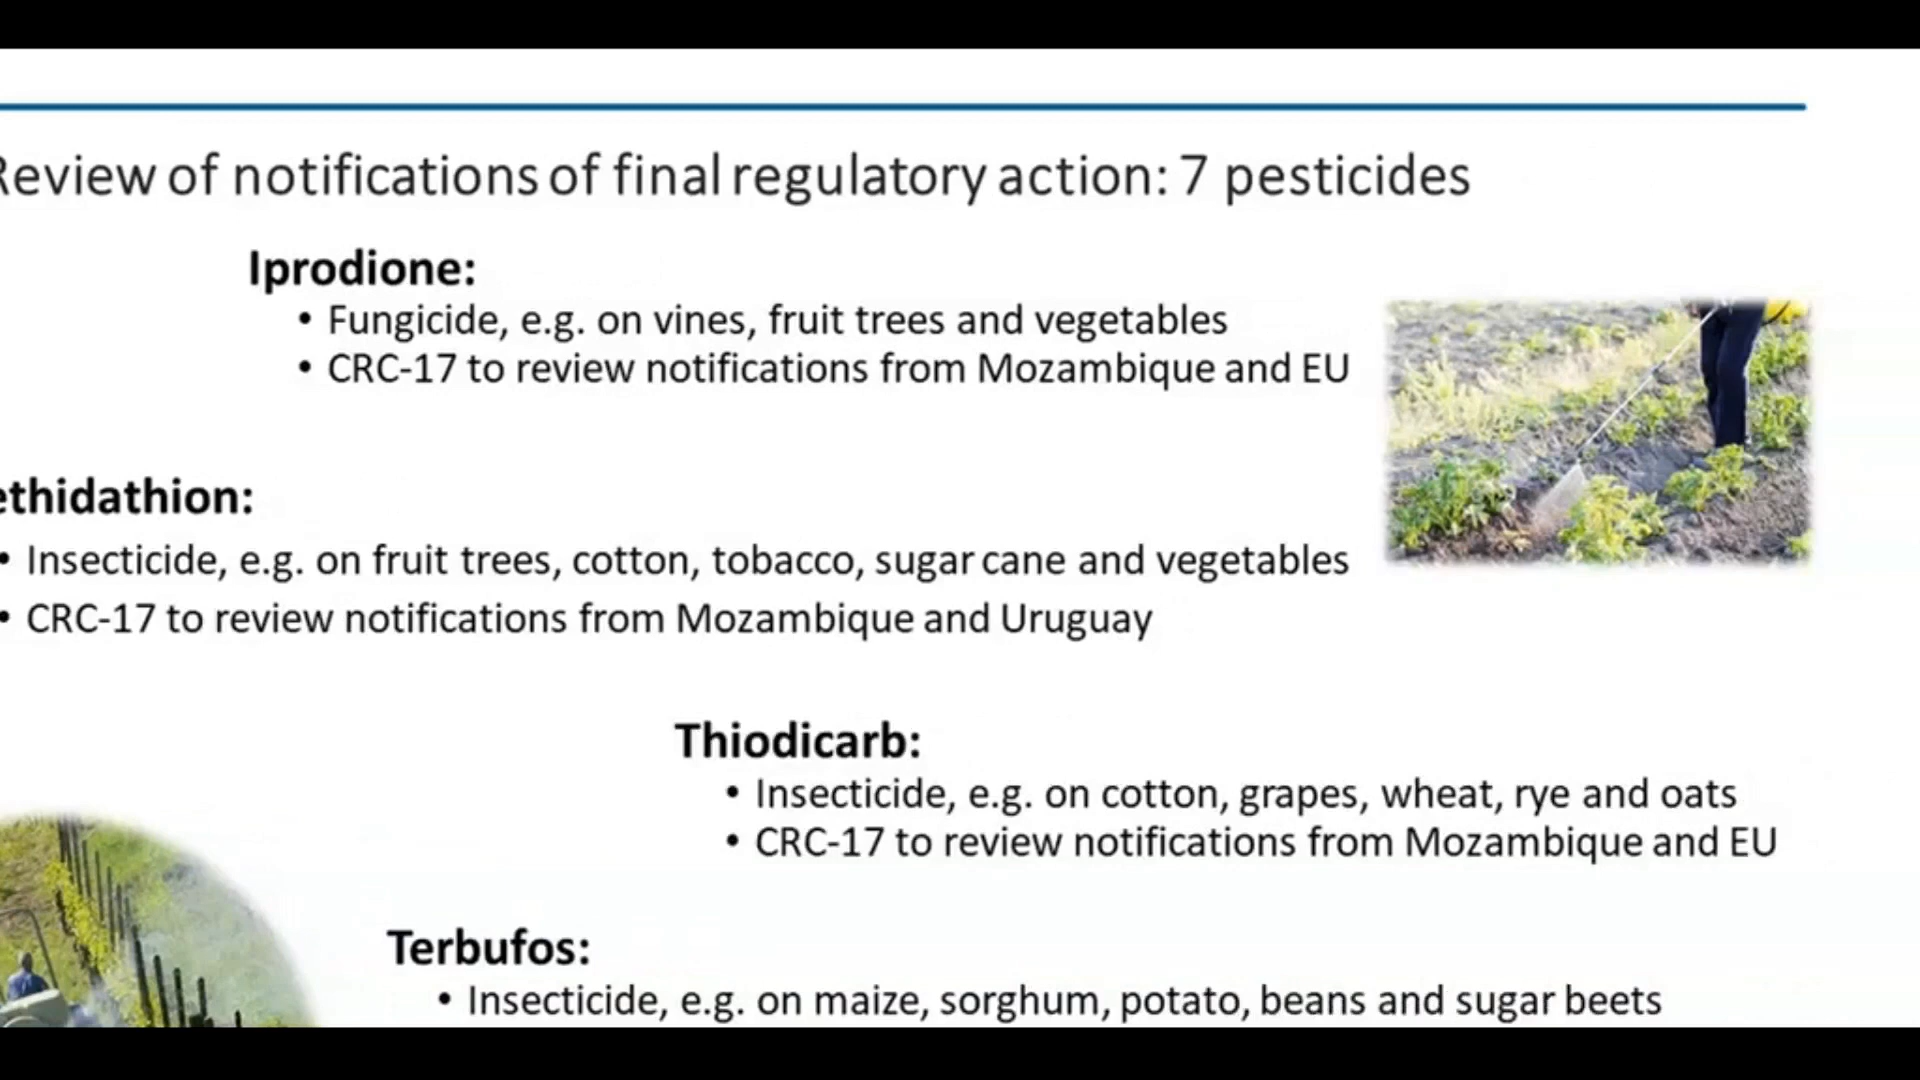 Review of notifications of final regulatory action: 7 pesticides
Iprodione:
• Fungicide, e.g. on vines, fruit trees and vegetables
• CRC-17 to review notifications from Mozambique and EU
ethidathion:
• Insecticide, e.g. on fruit trees, cotton, tobacco, sugar cane and vegetables
• CRC-17 to review notifications from Mozambique and Uruguay
Thiodicarb:
• Insecticide, e.g. on cotton, grapes, wheat, rye and oats
• CRC-17 to review notifications from Mozambique and EU
Terbufos:
• Insecticide, e.g. on maize, sorghum, potato, beans and sugar beets